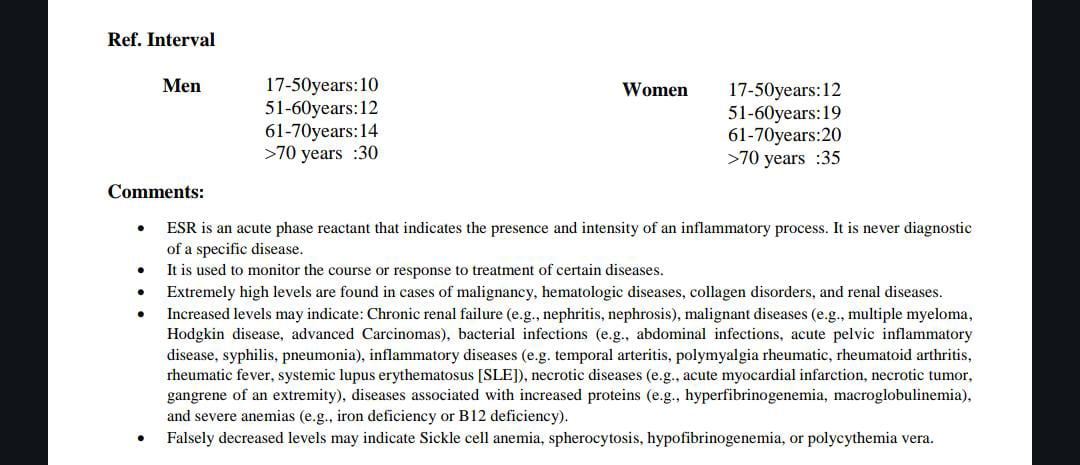 Ref. Interval
Men
17-50years:10
51-60years:12
61-70years:14
>70 years :30
Women
17-50years:12
51-60years:19
61-70years:20
>70 years :35
Comments:
• ESR is an acute phase reactant that indicates the presence and intensity of an inflammatory process. It is never diagnostic
of a specific disease.
• It is used to monitor the course or response to treatment of certain diseases.
• Extremely high levels are found in cases of malignancy, hematologic diseases, collagen disorders, and renal diseases.
• Increased levels may indicate: Chronic renal failure (e.g., nephritis, nephrosis), malignant diseases (e.g., multiple myeloma,
Hodgkin disease, advanced Carcinomas), bacterial infections (e.g., abdominal infections, acute pelvic inflammatory
disease, syphilis, pneumonia), inflammatory diseases (e.g. temporal arteritis, polymyalgia rheumatic, rheumatoid arthritis,
rheumatic fever, systemic lupus erythematosus [SLE]), necrotic diseases (e.g., acute myocardial infarction, necrotic tumor,
gangrene of an extremity), diseases associated with increased proteins (e.g., hyperfibrinogenemia, macroglobulinemia),
and severe anemias (e.g., iron deficiency or B12 deficiency).
• Falsely decreased levels may indicate Sickle cell anemia, spherocytosis, hypofibrinogenemia, or polycythemia vera.